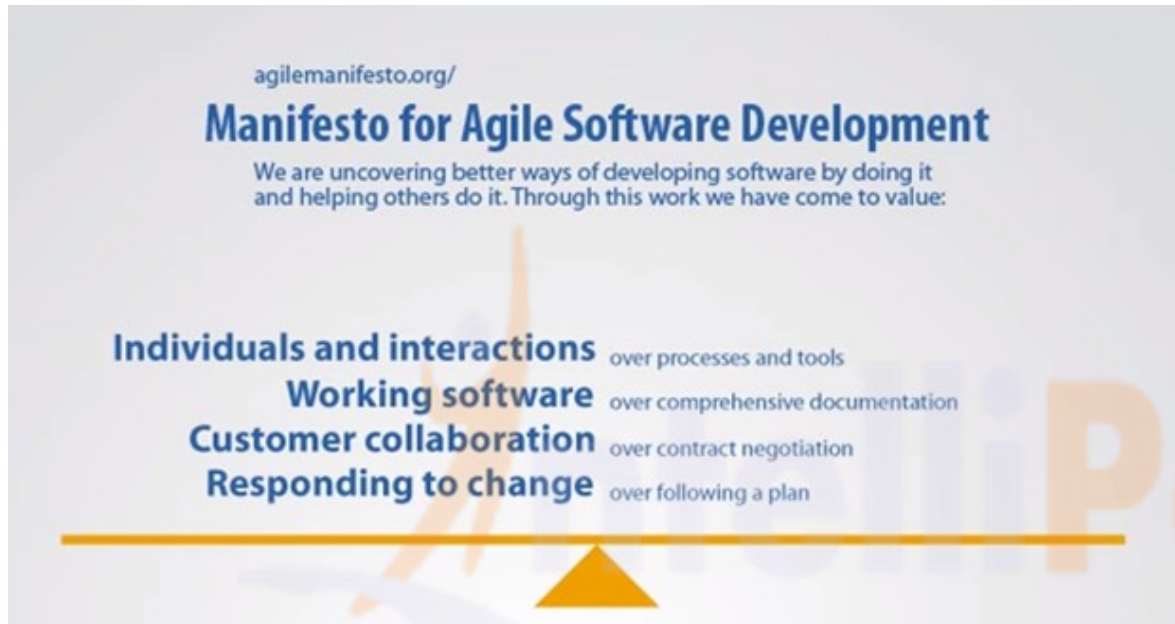 agilemanifesto.org/
Manifesto for Agile Software Development
We are uncovering better ways of developing software by doing it
and helping others do it. Through this work we have come to value:
Individuals and interactions over processes and tools
Working software over comprehensive documentation
Customer collaboration over contract negotiation
Responding to change over following a plan
ntelliP